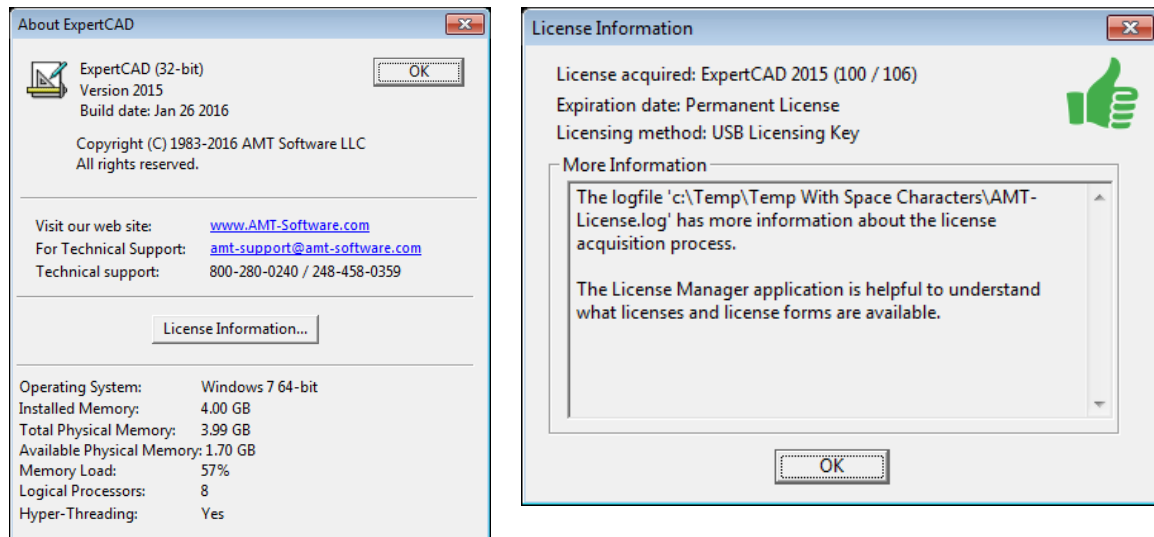 About ExpertCAD
ExpertCAD (32-bit)
OK
Version 2015
Build date: Jan 26 2016
Copyright (C) 1983-2016 AMT Software LLC
All rights reserved.
Visit our web site: www.AMT-Software.com
For Technical Support: amt-support@amt-software.com
Technical support: 800-280-0240 / 248-458-0359
License Information...
Operating System: Windows 7 64-bit
Installed Memory: 4.00 GB
Total Physical Memory: 3.99 GB
Available Physical Memory: 1.70 GB
Memory Load: 57%
Logical Processors: 8
Hyper-Threading: Yes
License Information
License acquired: ExpertCAD 2015 (100 / 106)
Expiration date: Permanent License
Licensing method: USB Licensing Key
More Information
The logfile 'c:\Temp\Temp With Space Characters\AMT-
License.log' has more information about the license
acquisition process.
The License Manager application is helpful to understand
what licenses and license forms are available.
OK